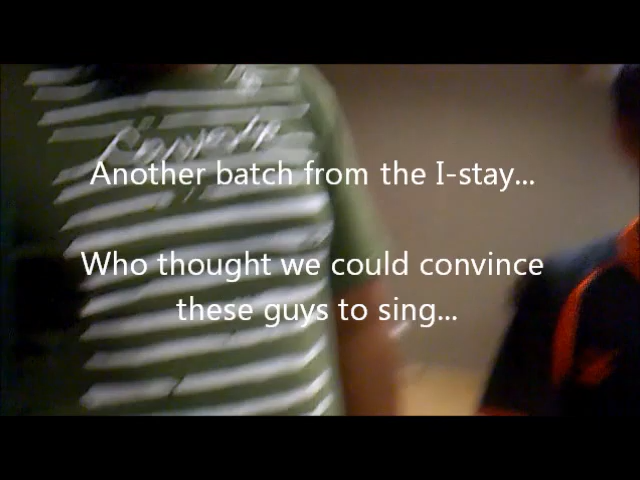 Another batch from the I-stay...
Who thought we could convince
these guys to sing...